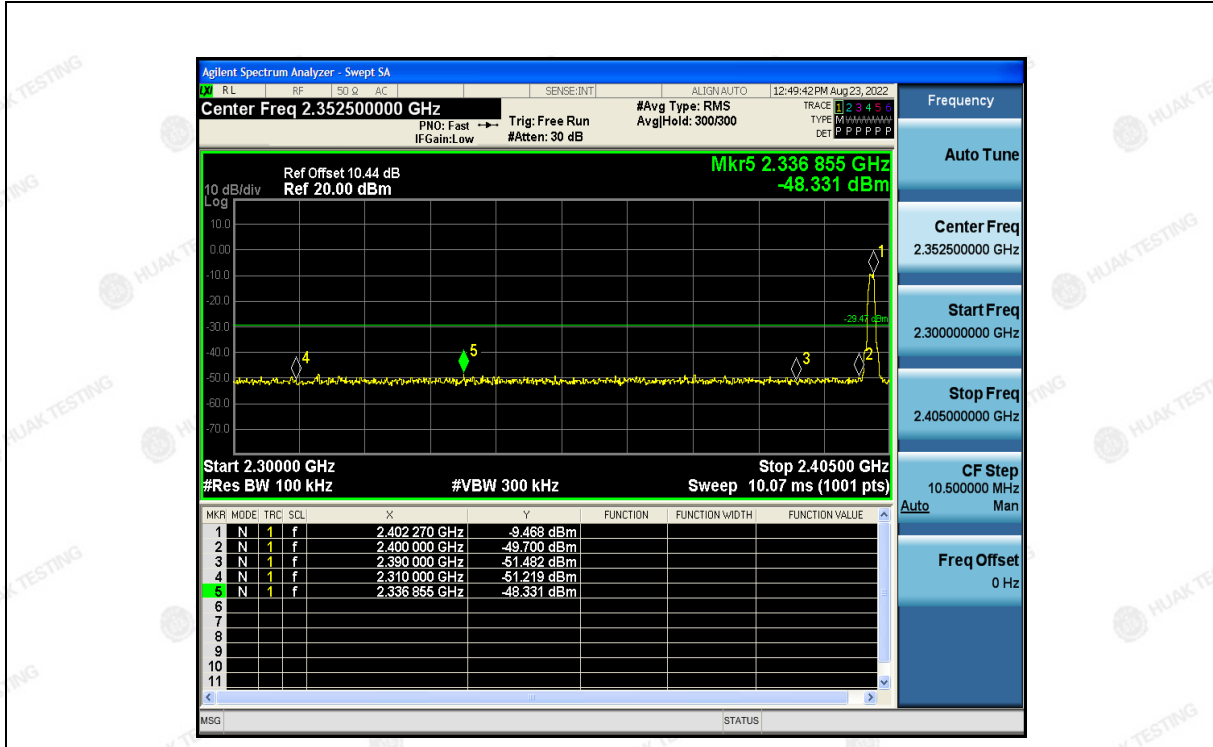 Agilent Spectrum Analyzer - Swept SA
LXI RL RF 50 Ω AC SENSE:INT ALIGN AUTO 12:49:42 PM Aug 23, 2022
Center Freq 2.352500000 GHz
PNO: Fast
IFGain:Low
Trig: Free Run
#Atten: 30 dB
#Avg Type: RMS
Avg|Hold: 300/300
TRACE 1 2 3 4 5 6
TYPE M WWWWW
DET P P P P P P
Mkr5 2.336 855 GHz
-48.331 dBm
Ref Offset 10.44 dB
10 dB/div Ref 20.00 dBm
Log
10.0
0.00
-10.0
-20.0
-30.0
-40.0
-50.0
-60.0
-70.0
1
-29.47 dBm
4
5
3
2
Start 2.30000 GHz
Stop 2.40500 GHz
#Res BW 100 kHz
#VBW 300 kHz
Sweep 10.07 ms (1001 pts)
MKR MODE TRC SCL X Y FUNCTION FUNCTION WIDTH FUNCTION VALUE
1 N 1 f 2.402 270 GHz -9.468 dBm
2 N 1 f 2.400 000 GHz -49.700 dBm
3 N 1 f 2.390 000 GHz -51.482 dBm
4 N 1 f 2.310 000 GHz -51.219 dBm
5 N 1 f 2.336 855 GHz -48.331 dBm
6
7
8
9
10
11
MSG
STATUS
Frequency
Auto Tune
Center Freq
2.352500000 GHz
Start Freq
2.300000000 GHz
Stop Freq
2.405000000 GHz
CF Step
10.500000 MHz
Auto Man
Freq Offset
0 Hz
HUAK TESTING